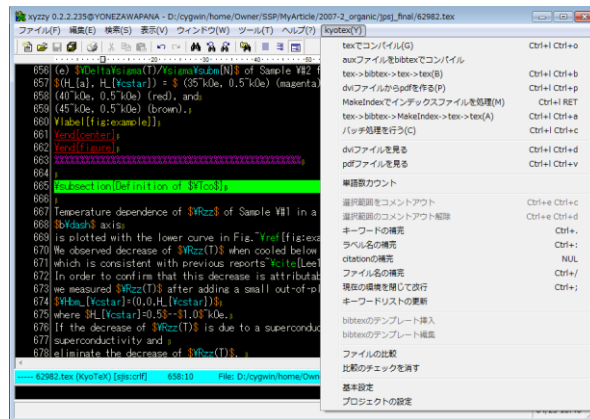 xyzzy 0.2.2.235@YONEZAWAPANA - D:/cygwin/home/Owner/SSP/MyArticle/2007-2_organic/jpsj_final/62982.tex
ファイル(F) 編集(E) 検索(S) 表示(V) ウィンドウ(W) ツール(T) ヘルプ(?) kyotex(Y)
656 (e) $¥Delta¥sigma(T)/¥sigma¥subm{N}$ of Sample ¥#2 f
657 $(H_{a}, H_{¥cstar}) = $ (35~kOe, 0.5~kOe) (magenta)
658 (40~kOe, 0.5~kOe) (red), and
659 (45~kOe, 0.5~kOe) (brown).
660 ¥label{fig:example}}
661 ¥end{center}
662 ¥end{figure}
663 %%%%%%%%%%%%%%%%%%%%%%%%%%%%%%%%%%
664
665 ¥subsection{Definition of $¥Tco$}
666
667 Temperature dependence of $¥Rzz$ of Sample ¥#1 in a
668 $b¥dash$ axis
669 is plotted with the lower curve in Fig.~¥ref{fig:exa
670 We observed decrease of $¥Rzz(T)$ when cooled below
671 which is consistent with previous reports~¥cite{Lee
672 In order to confirm that this decrease is attributab
673 we measured $¥Rzz(T)$ after adding a small out-of-pl
674 $¥Hbm_{¥cstar}=(0,0,H_{¥cstar})$
675 where $H_{¥cstar}=0.5$--$1.0$~kOe.
676 If the decrease of $¥Rzz(T)$ is due to a superconduc
677 superconductivity and
678 eliminate the decrease of $¥Rzz(T)$.
----- 62982.tex (KyoTeX) [sjis:crlf] 658:10 File: D:/cygwin/home/Own
texでコンパイル(G) Ctrl+l Ctrl+o
auxファイルをbibtexでコンパイル
tex->bibtex->tex->tex(B) Ctrl+l Ctrl+b
dviファイルからpdfを作る(P) Ctrl+l Ctrl+p
MakeIndexでインデックスファイルを処理(M) Ctrl+l RET
tex->bibtex->MakeIndex->tex->tex(A) Ctrl+l Ctrl+a
バッチ処理を行う(C) Ctrl+l Ctrl+c
dviファイルを見る Ctrl+l Ctrl+d
pdfファイルを見る Ctrl+l Ctrl+v
単語数カウント
選択範囲をコメントアウト Ctrl+e Ctrl+c
選択範囲のコメントアウト解除 Ctrl+e Ctrl+d
キーワードの補完 Ctrl+.
ラベル名の補完 Ctrl+:
citationの補完 NUL
ファイル名の補完 Ctrl+/
現在の環境を閉じて改行 Ctrl+;
キーワードリストの更新
bibtexのテンプレート挿入
bibtexのテンプレート編集
ファイルの比較
比較のチェックを消す
基本設定
プロジェクトの設定